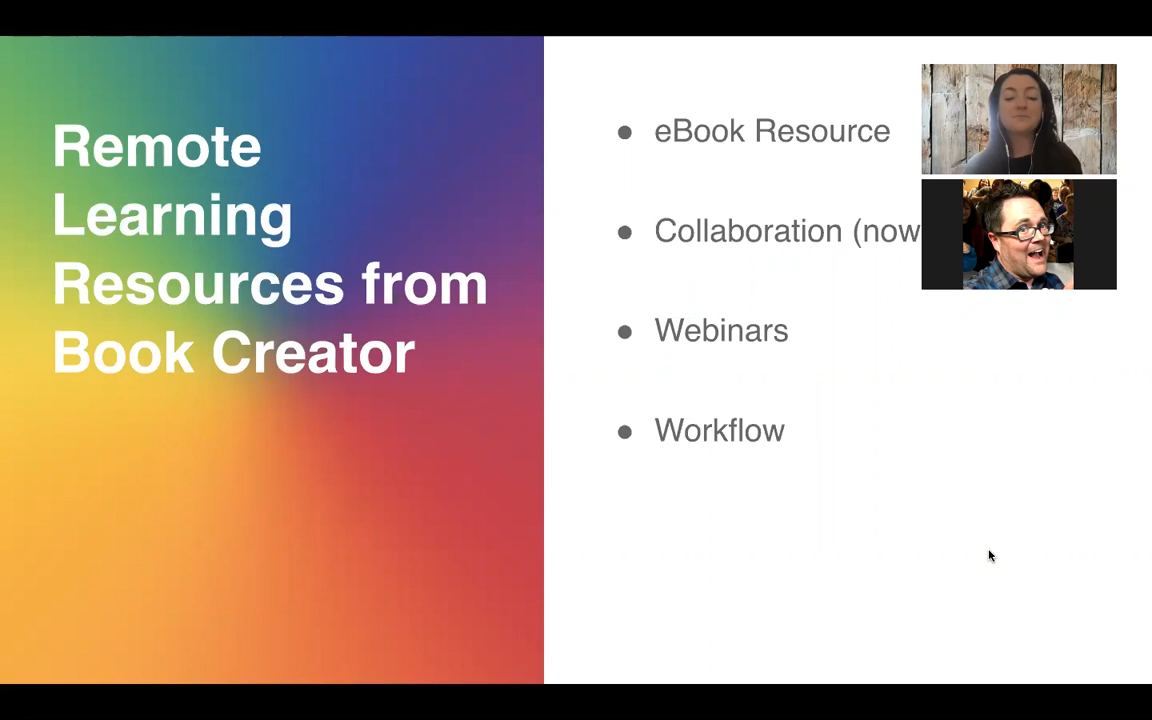 Remote
Learning
Resources from
Book Creator
● eBook Resource
● Collaboration (now
● Webinars
● Workflow